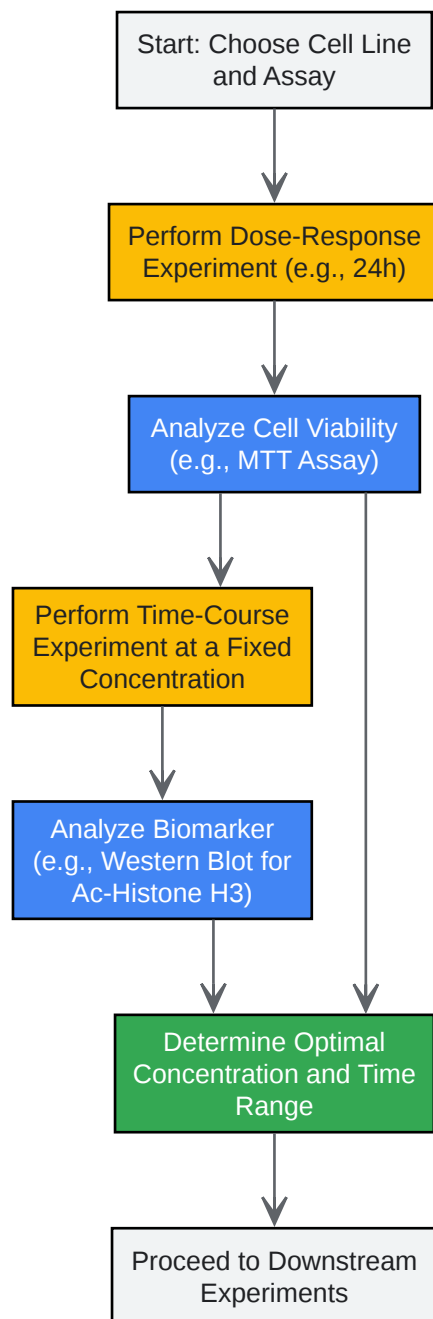 Start: Choose Cell Line
and Assay
Perform Dose-Response
Experiment (e.g., 24h)
Analyze Cell Viability
(e.g., MTT Assay)
Perform Time-Course
Experiment at a Fixed
Concentration
Analyze Biomarker
(e.g., Western Blot for
Ac-Histone H3)
Determine Optimal
Concentration and Time
Range
Proceed to Downstream
Experiments